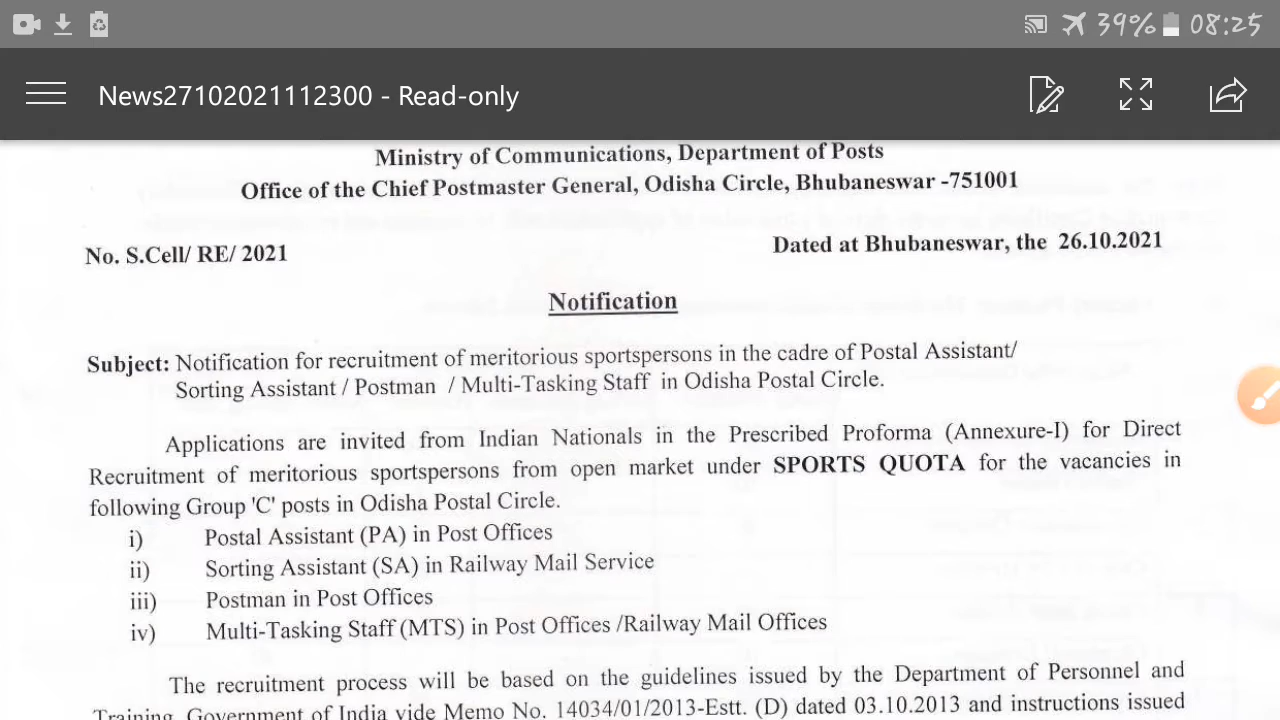 39% 08:25
News27102021112300 - Read-only
Ministry of Communications, Department of Posts
Office of the Chief Postmaster General, Odisha Circle, Bhubaneswar -751001
No. S.Cell/ RE/ 2021 Dated at Bhubaneswar, the 26.10.2021
Notification
Subject: Notification for recruitment of meritorious sportspersons in the cadre of Postal Assistant/
Sorting Assistant / Postman / Multi-Tasking Staff in Odisha Postal Circle.
Applications are invited from Indian Nationals in the Prescribed Proforma (Annexure-I) for Direct
Recruitment of meritorious sportspersons from open market under SPORTS QUOTA for the vacancies in
following Group 'C' posts in Odisha Postal Circle.
i) Postal Assistant (PA) in Post Offices
ii) Sorting Assistant (SA) in Railway Mail Service
iii) Postman in Post Offices
iv) Multi-Tasking Staff (MTS) in Post Offices /Railway Mail Offices
The recruitment process will be based on the guidelines issued by the Department of Personnel and
Training, Government of India vide Memo No. 14034/01/2013-Estt. (D) dated 03.10.2013 and instructions issued